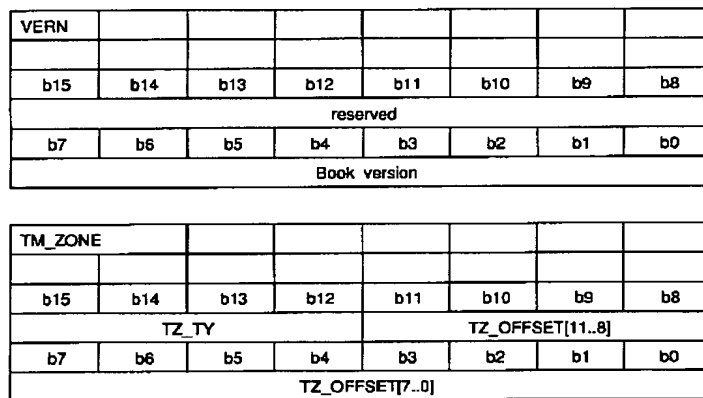 VERN
b15 b14 b13 b12 b11 b10 b9 b8
reserved
b7 b6 b5 b4 b3 b2 b1 b0
Book version
TM_ZONE
b15 b14 b13 b12 b11 b10 b9 b8
TZ_TY TZ_OFFSET[11..8]
b7 b6 b5 b4 b3 b2 b1 b0
TZ_OFFSET[7..0]